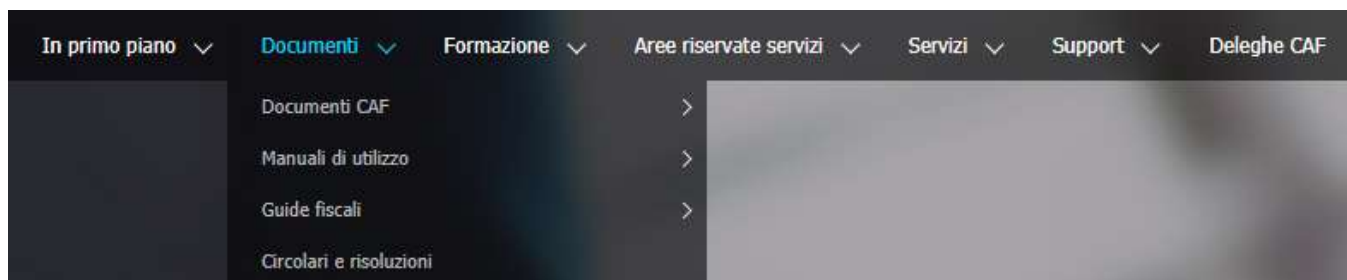 In primo piano Documenti Formazione Aree riservate servizi Servizi Support Deleghe CAF
Documenti CAF
Manuali di utilizzo
Guide fiscali
Circolari e risoluzioni